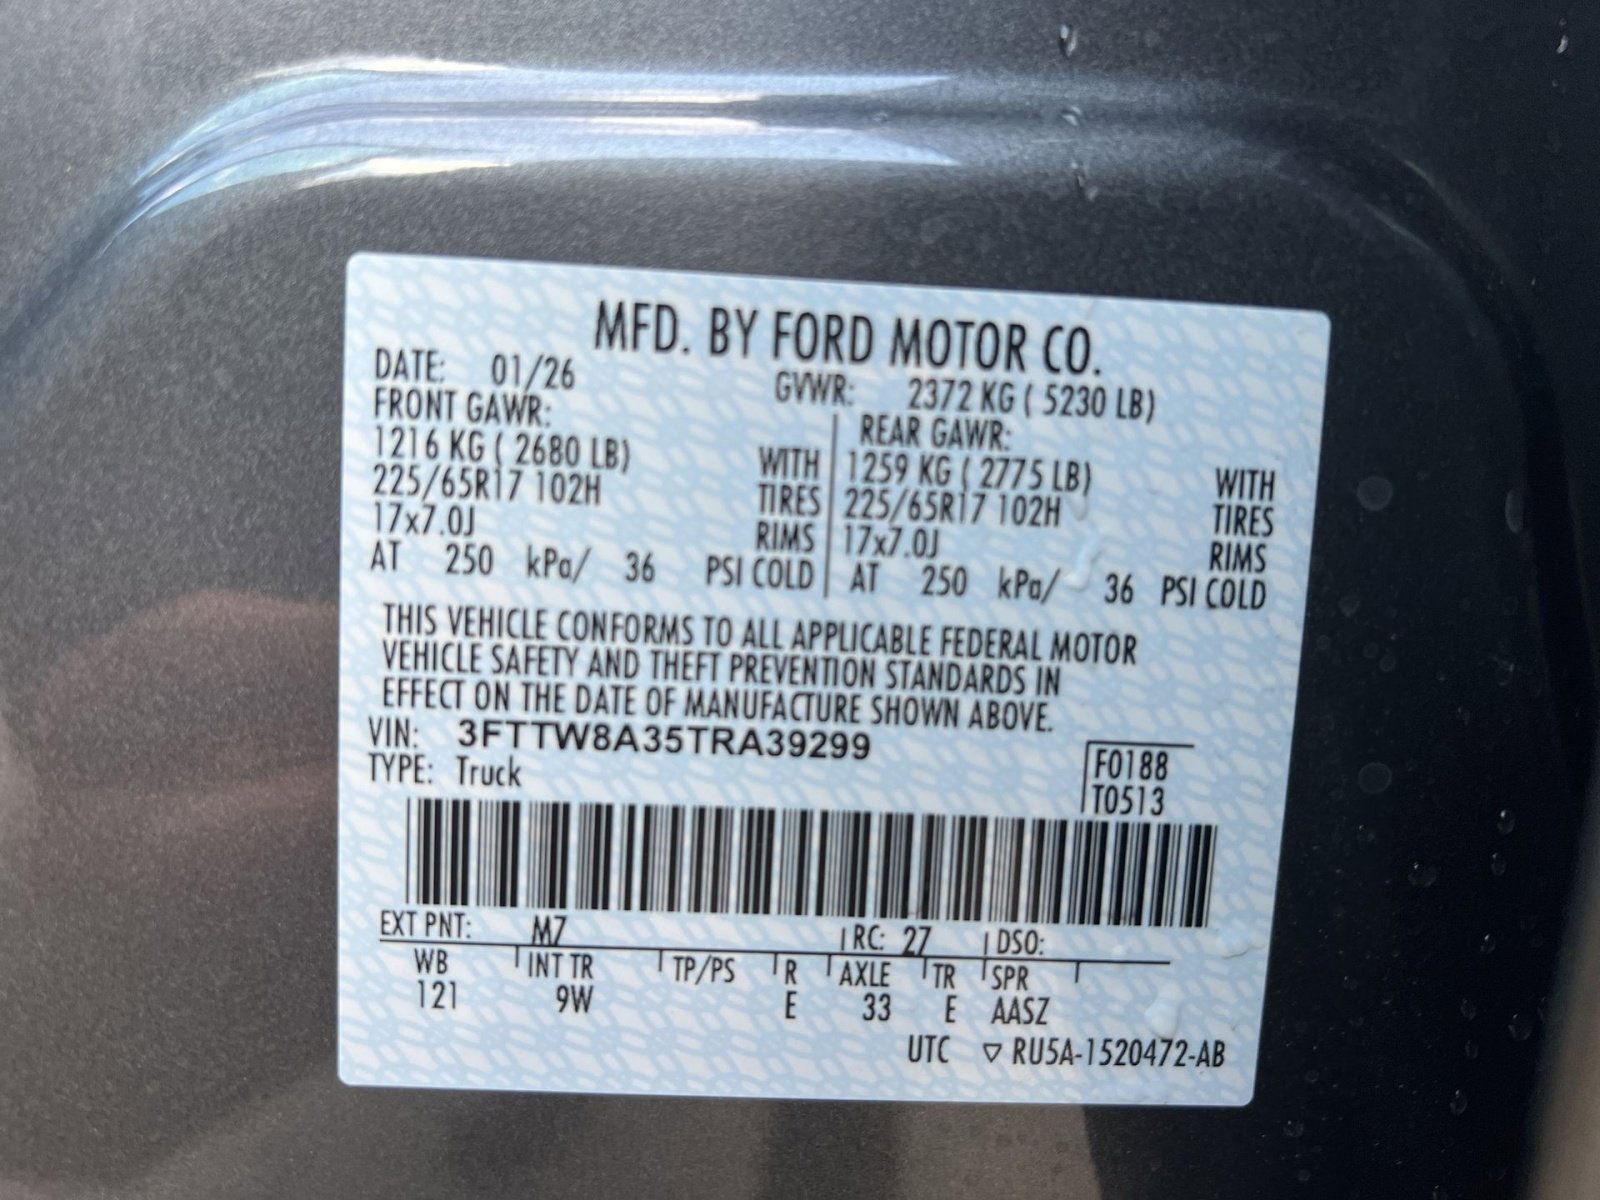 MFD. BY FORD MOTOR CO.
DATE: 01/26 GVWR: 2372 KG ( 5230 LB)
FRONT GAWR: REAR GAWR:
1216 KG ( 2680 LB) WITH 1259 KG ( 2775 LB) WITH
225/65R17 102H TIRES 225/65R17 102H TIRES
17x7.0J RIMS 17x7.0J RIMS
AT 250 kPa/ 36 PSI COLD AT 250 kPa/ 36 PSI COLD
THIS VEHICLE CONFORMS TO ALL APPLICABLE FEDERAL MOTOR
VEHICLE SAFETY AND THEFT PREVENTION STANDARDS IN
EFFECT ON THE DATE OF MANUFACTURE SHOWN ABOVE.
VIN: 3FTTW8A35TRA39299 F0188
TYPE: Truck T0513
EXT PNT: M7 RC: 27 DSO:
WB INT TR TP/PS R AXLE TR SPR
121 9W E 33 E AASZ
UTC ▽ RU5A-1520472-AB